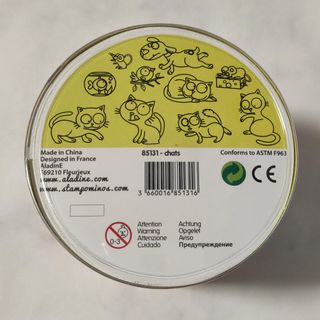 Made in China
Designed in France
AladinE
69210 Fleurieux
www.aladine.com
www.stampominos.com
85131 - chats
3 660016 851316
Conforms to ASTM F963
CE
0-3
Attention
Warning
Attenzione
Cuidado
Achtung
Opgelet
Aviso
Предупреждение